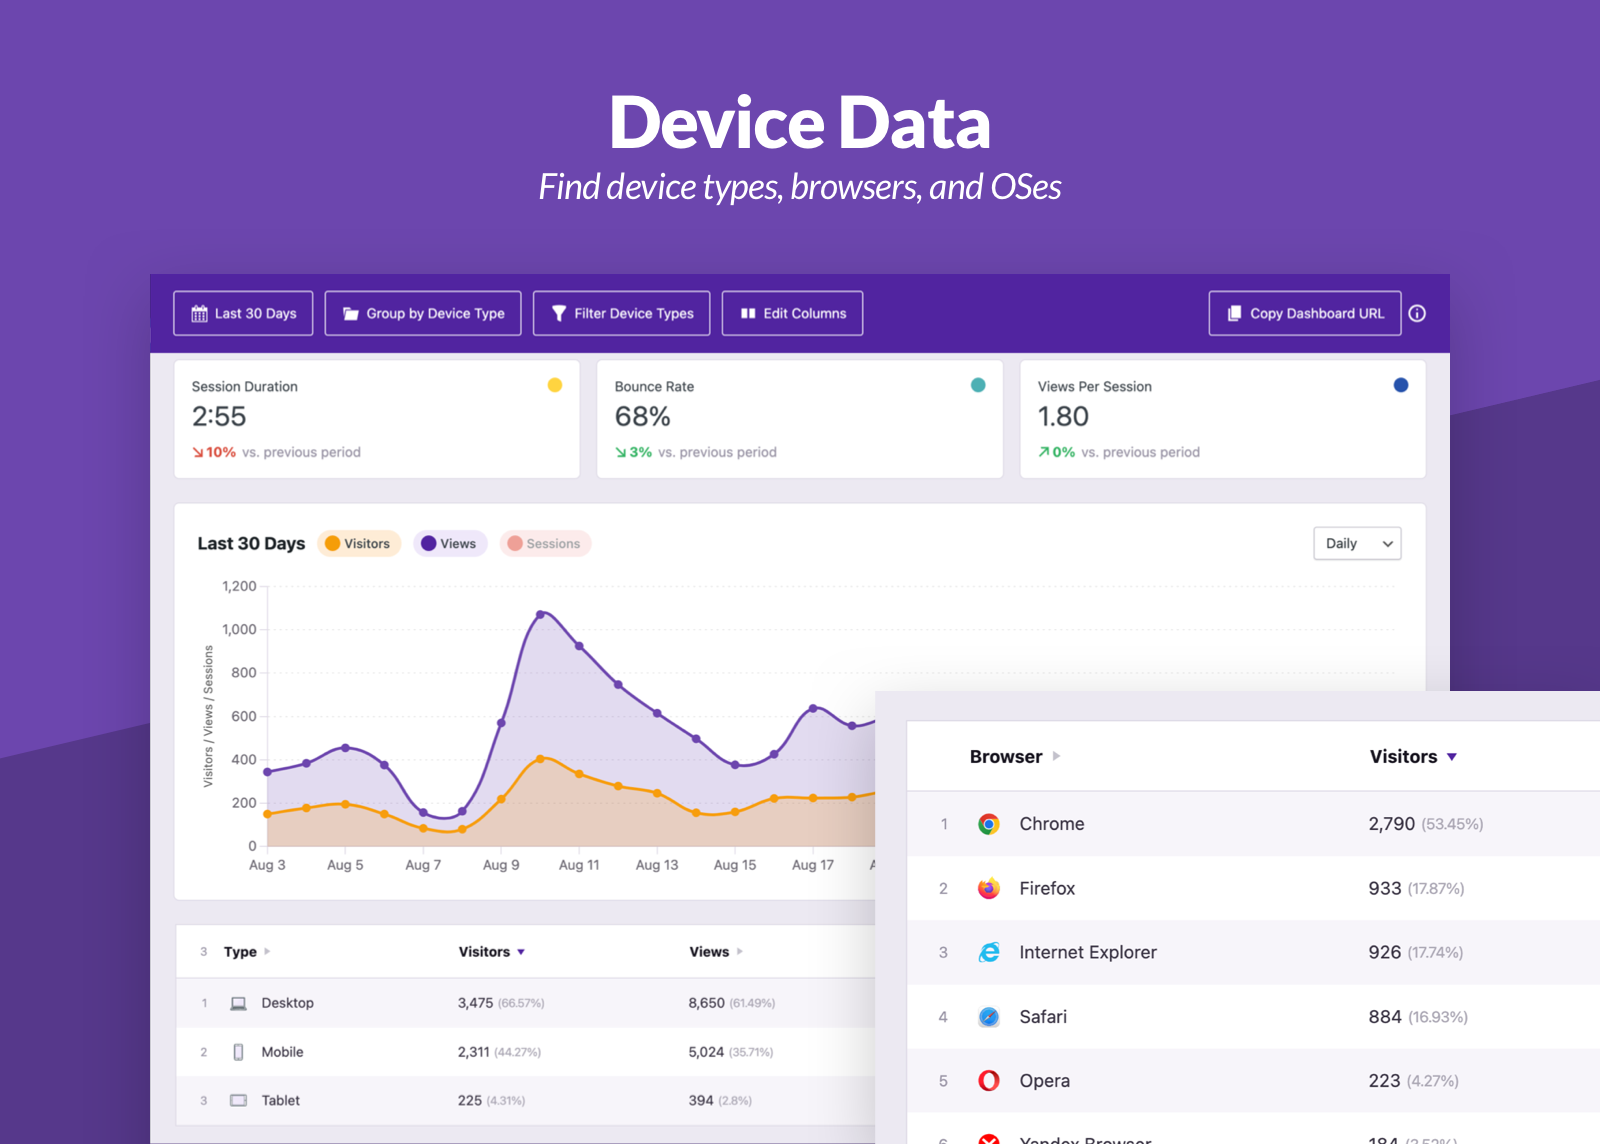 Device Data
Find device types, browsers, and OSes
Last 30 Days
Group by Device Type
Filter Device Types
Edit Columns
Copy Dashboard URL
Session Duration
2:55
10% vs. previous period
Bounce Rate
68%
3% vs. previous period
Views Per Session
1.80
0% vs. previous period
Last 30 Days
Visitors
Views
Sessions
Daily
Visitors / Views / Sessions
1,200
1,000
800
600
400
200
0
Aug 3 Aug 5 Aug 7 Aug 9 Aug 11 Aug 13 Aug 15 Aug 17
3 Type Visitors Views
1 Desktop 3,475 (66.57%) 8,650 (61.49%)
2 Mobile 2,311 (44.27%) 5,024 (35.71%)
3 Tablet 225 (4.31%) 394 (2.8%)
Browser Visitors
1 Chrome 2,790 (53.45%)
2 Firefox 933 (17.87%)
3 Internet Explorer 926 (17.74%)
4 Safari 884 (16.93%)
5 Opera 223 (4.27%)
6 Yandex Browser 184 (3.52%)